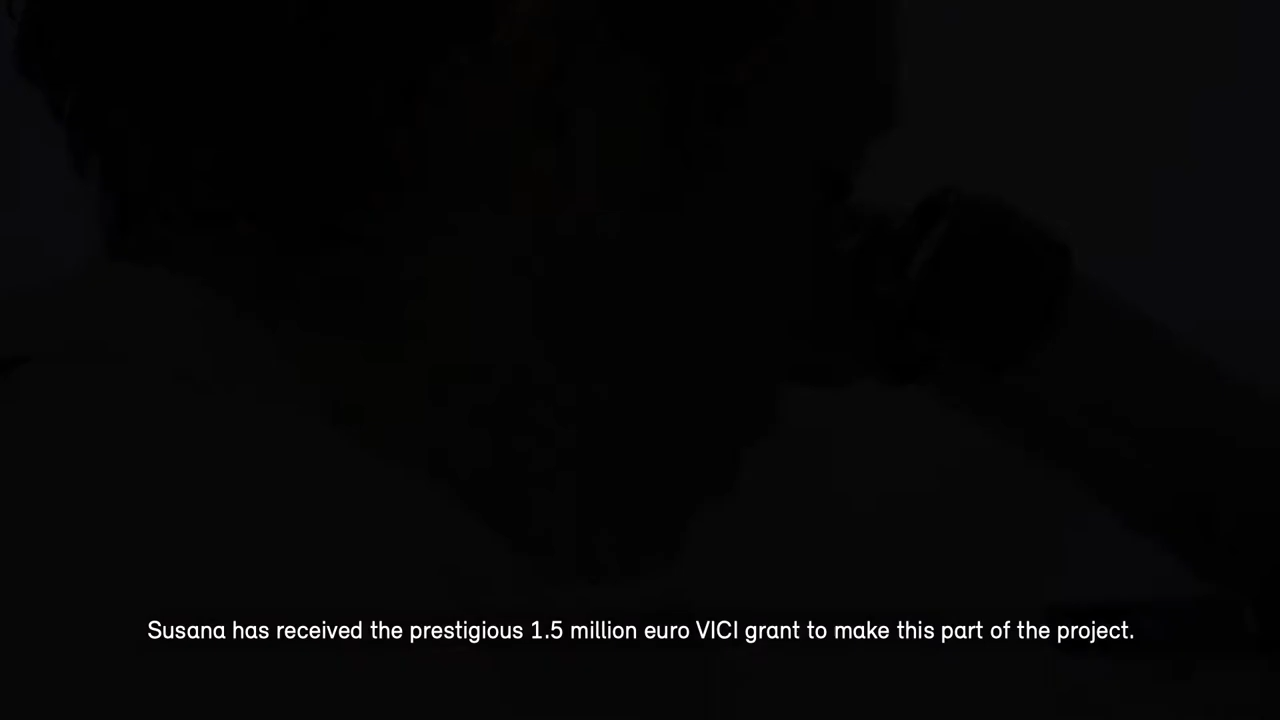 Susana has received the prestigious 1.5 million euro VICI grant to make this part of the project.